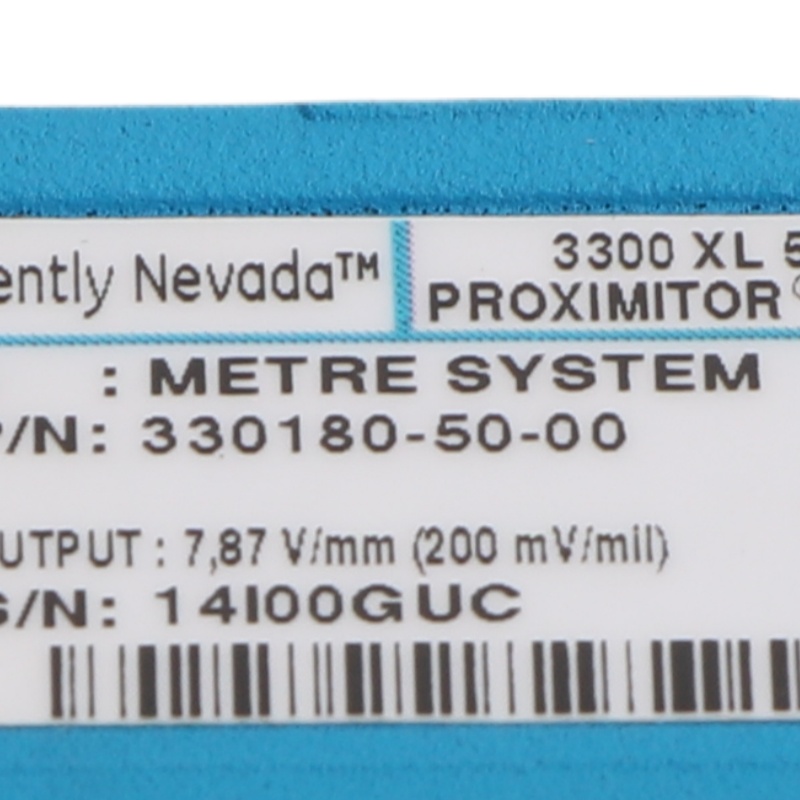 ently Nevada™
3300 XL 5
PROXIMITOR
: METRE SYSTEM
/N: 330180-50-00
UTPUT : 7,87 V/mm (200 mV/mil)
S/N: 14I00GUC